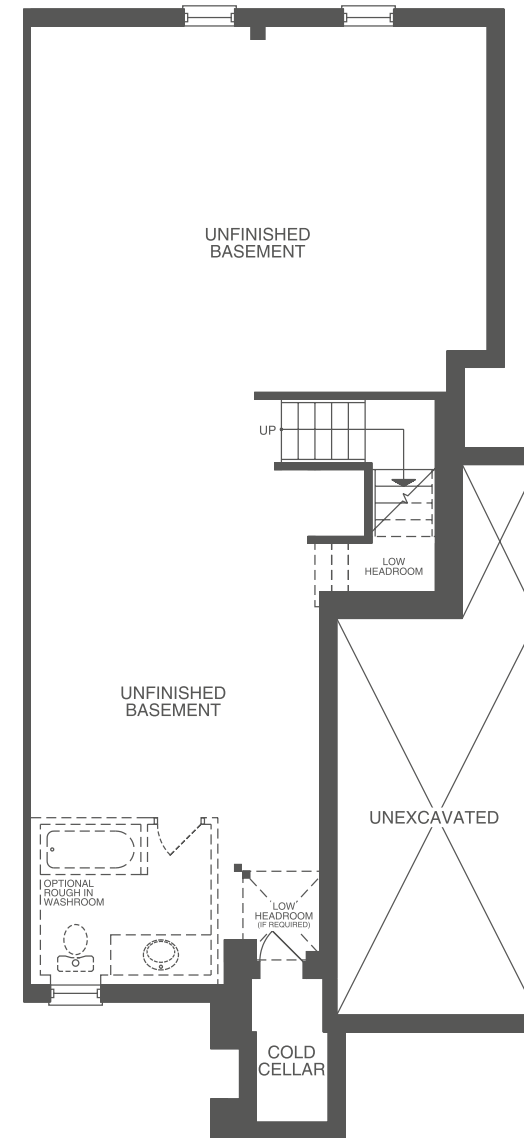 UNFINISHED
BASEMENT
UP
LOW
HEADROOM
UNFINISHED
BASEMENT
UNEXCAVATED
OPTIONAL
ROUGH IN
WASHROOM
LOW
HEADROOM
(IF REQUIRED)
COLD
CELLAR